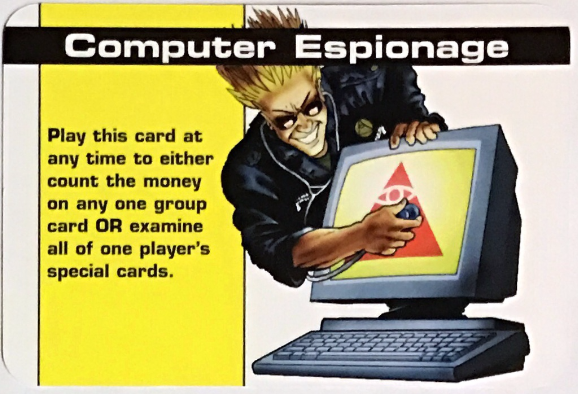 Computer Espionage
Play this card at
any time to either
count the money
on any one group
card OR examine
all of one player's
special cards.